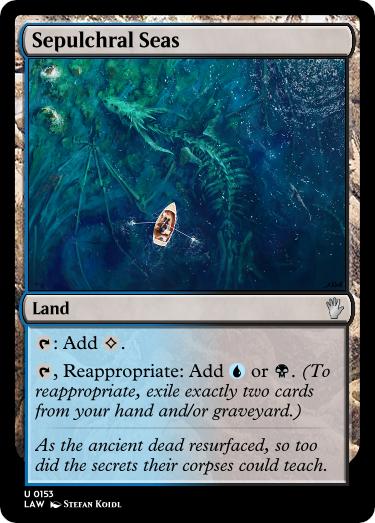 Sepulchral Seas
Land
: Add .
, Reappropriate: Add or . (To
reappropriate, exile exactly two cards
from your hand and/or graveyard.)
As the ancient dead resurfaced, so too
did the secrets their corpses could teach.
U 0153
LAW Stefan Koidl